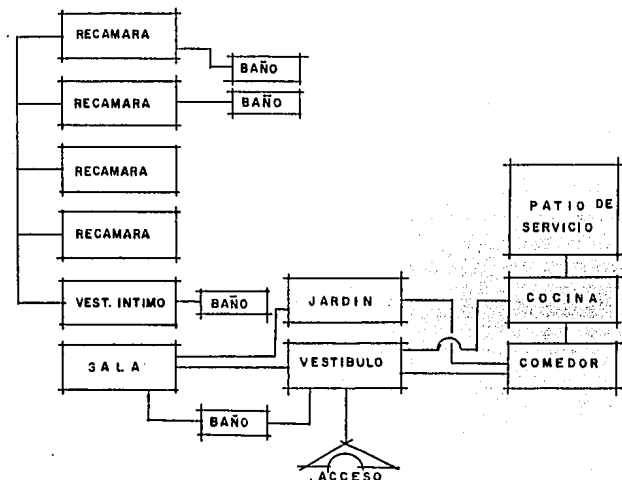 RECAMARA
BAÑO
RECAMARA
BAÑO
RECAMARA
RECAMARA
VEST. INTIMO
BAÑO
SALA
BAÑO
JARDIN
VESTIBULO
ACCESO
PATIO DE
SERVICIO
COCINA
COMEDOR